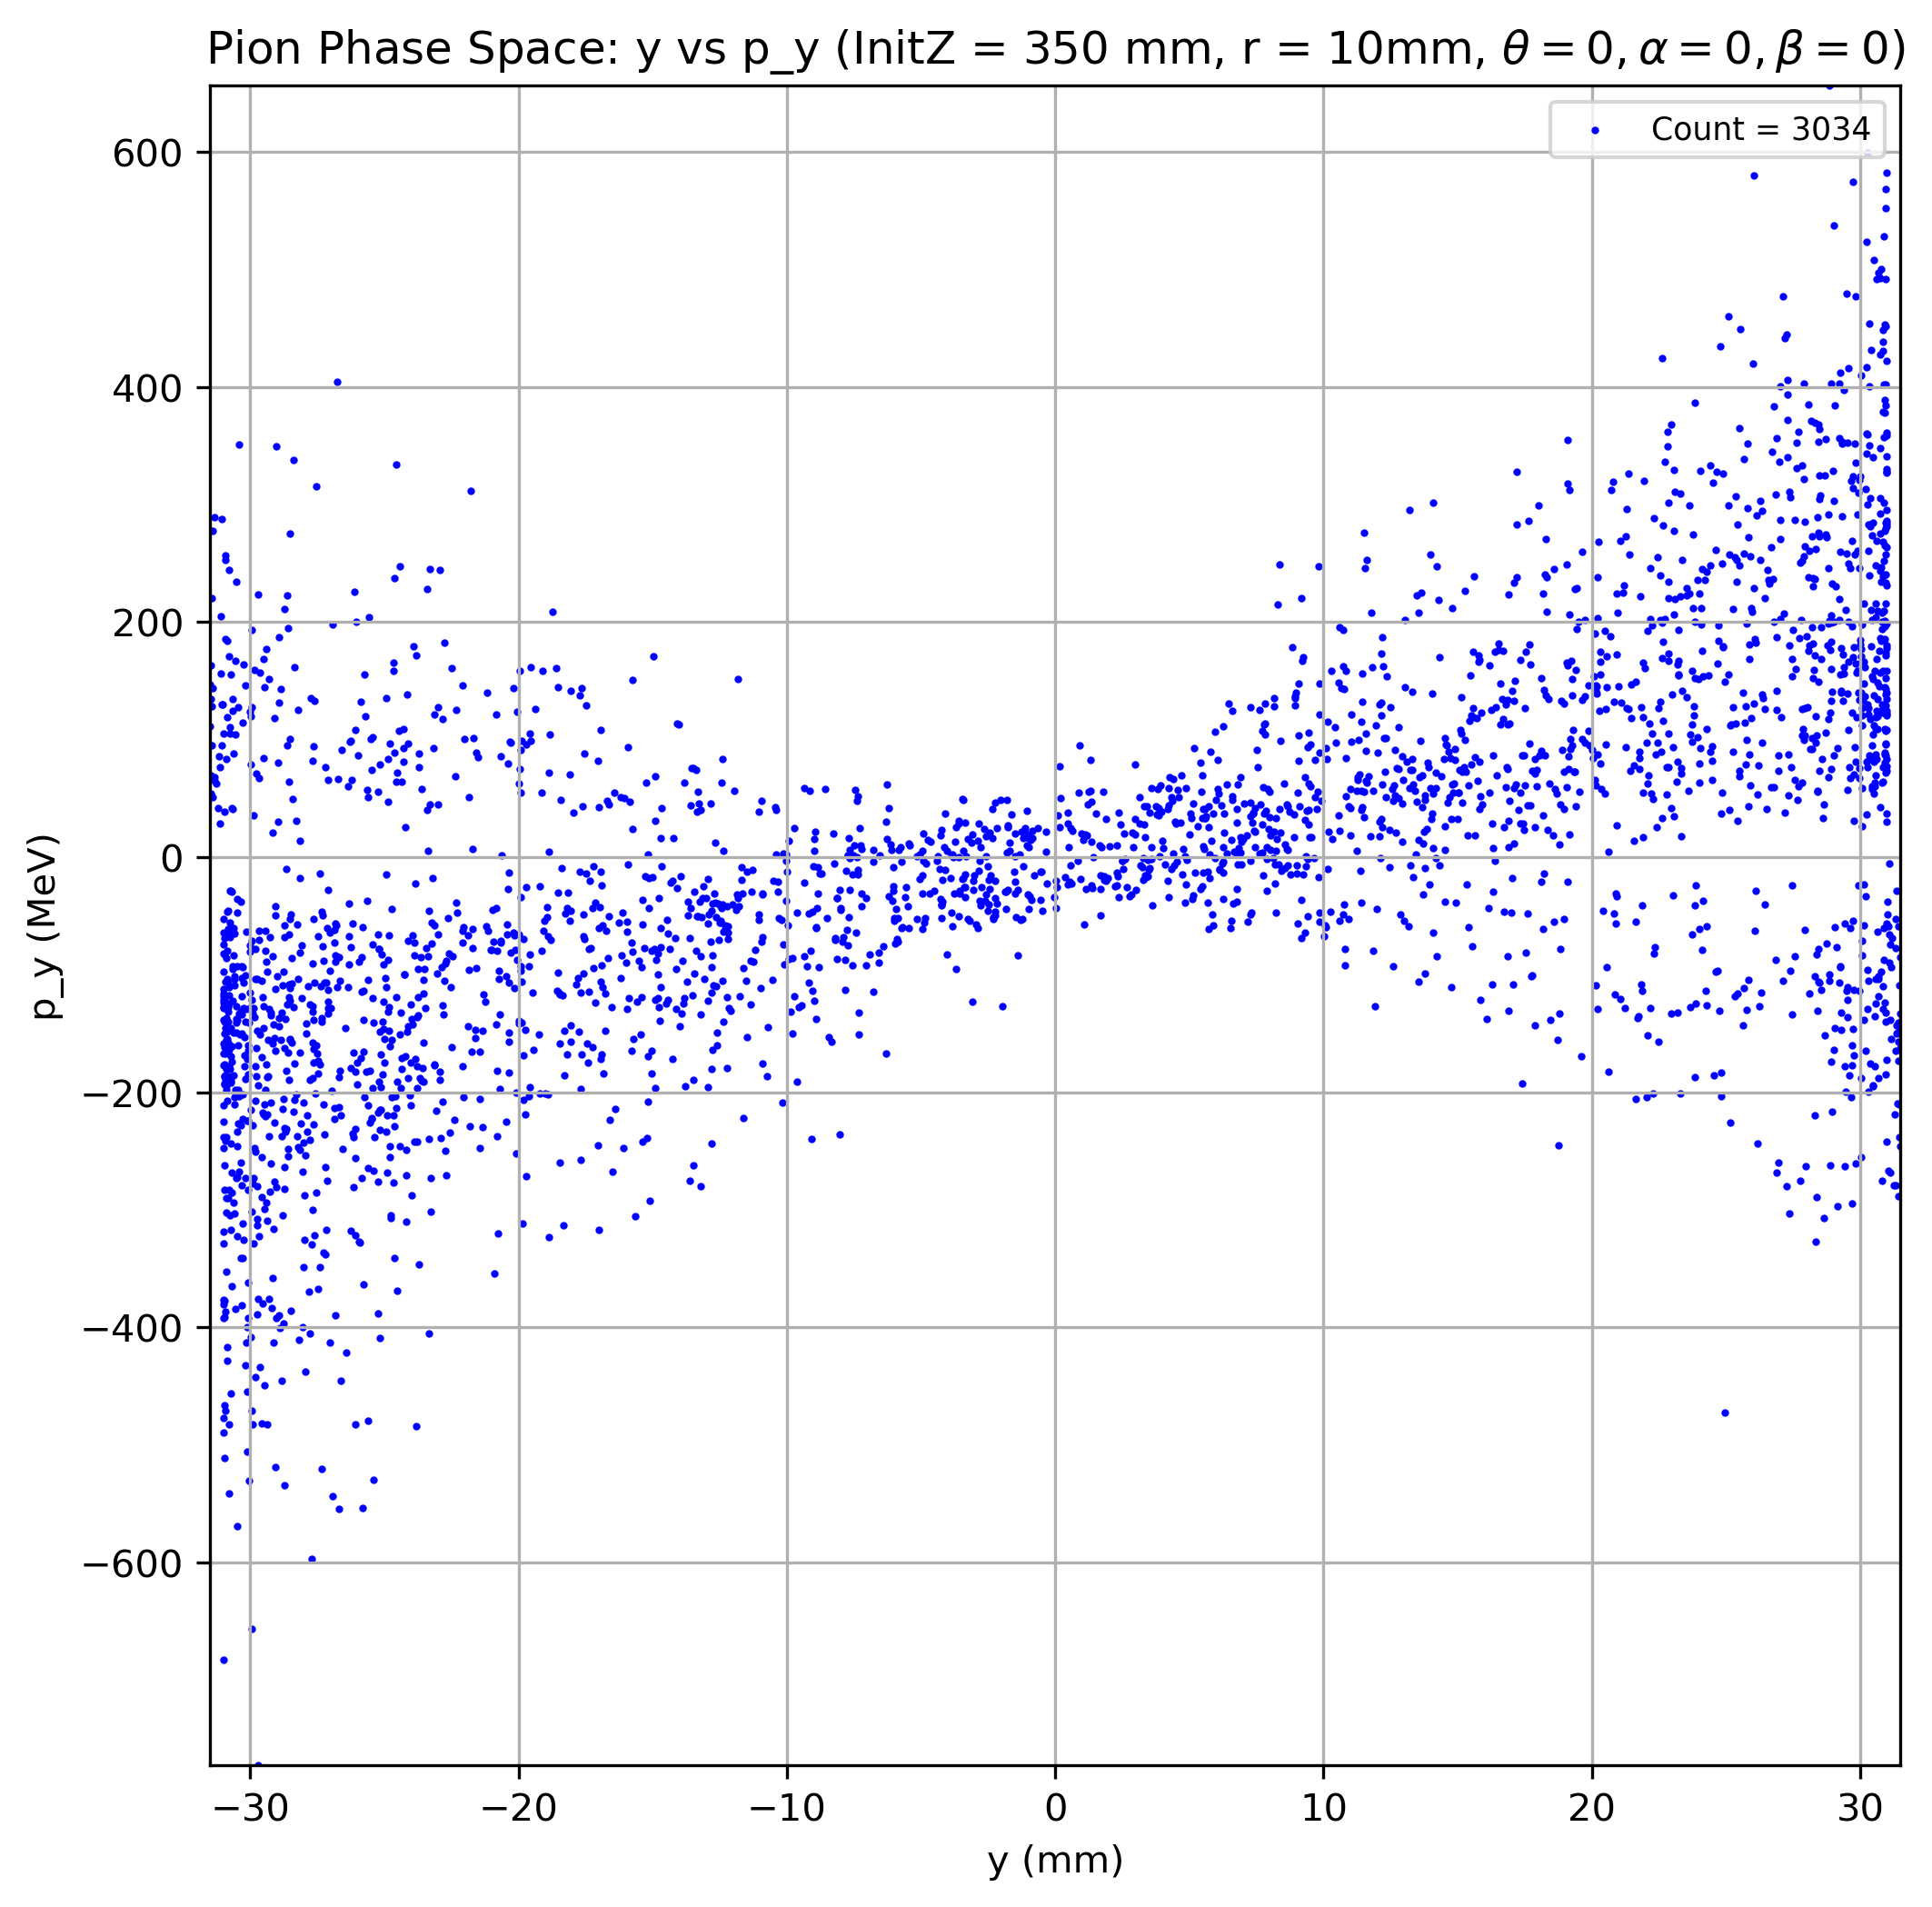 Pion Phase Space: y vs p_y (InitZ = 350 mm, r = 10mm, θ = 0, α = 0, β = 0)
Count = 3034
600
400
200
0
−200
−400
−600
p_y (MeV)
−30 −20 −10 0 10 20 30
y (mm)